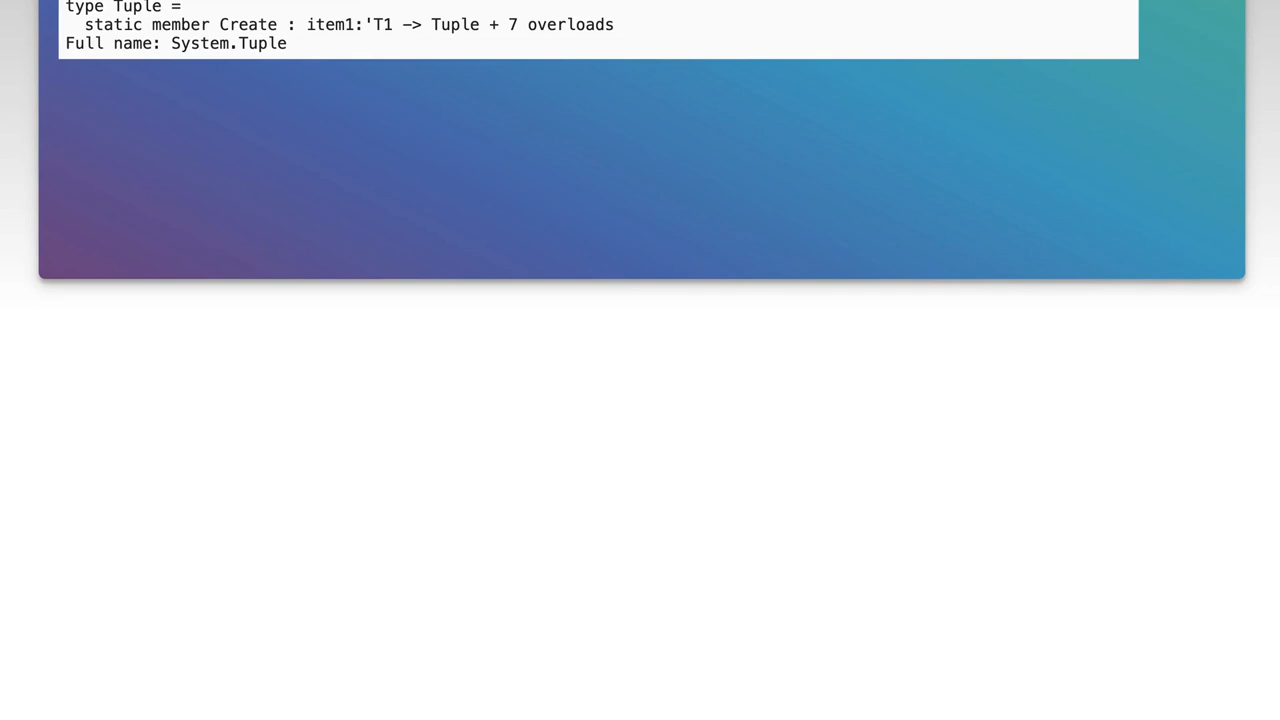 type Tuple =
  static member Create : item1:'T1 -> Tuple + 7 overloads
Full name: System.Tuple